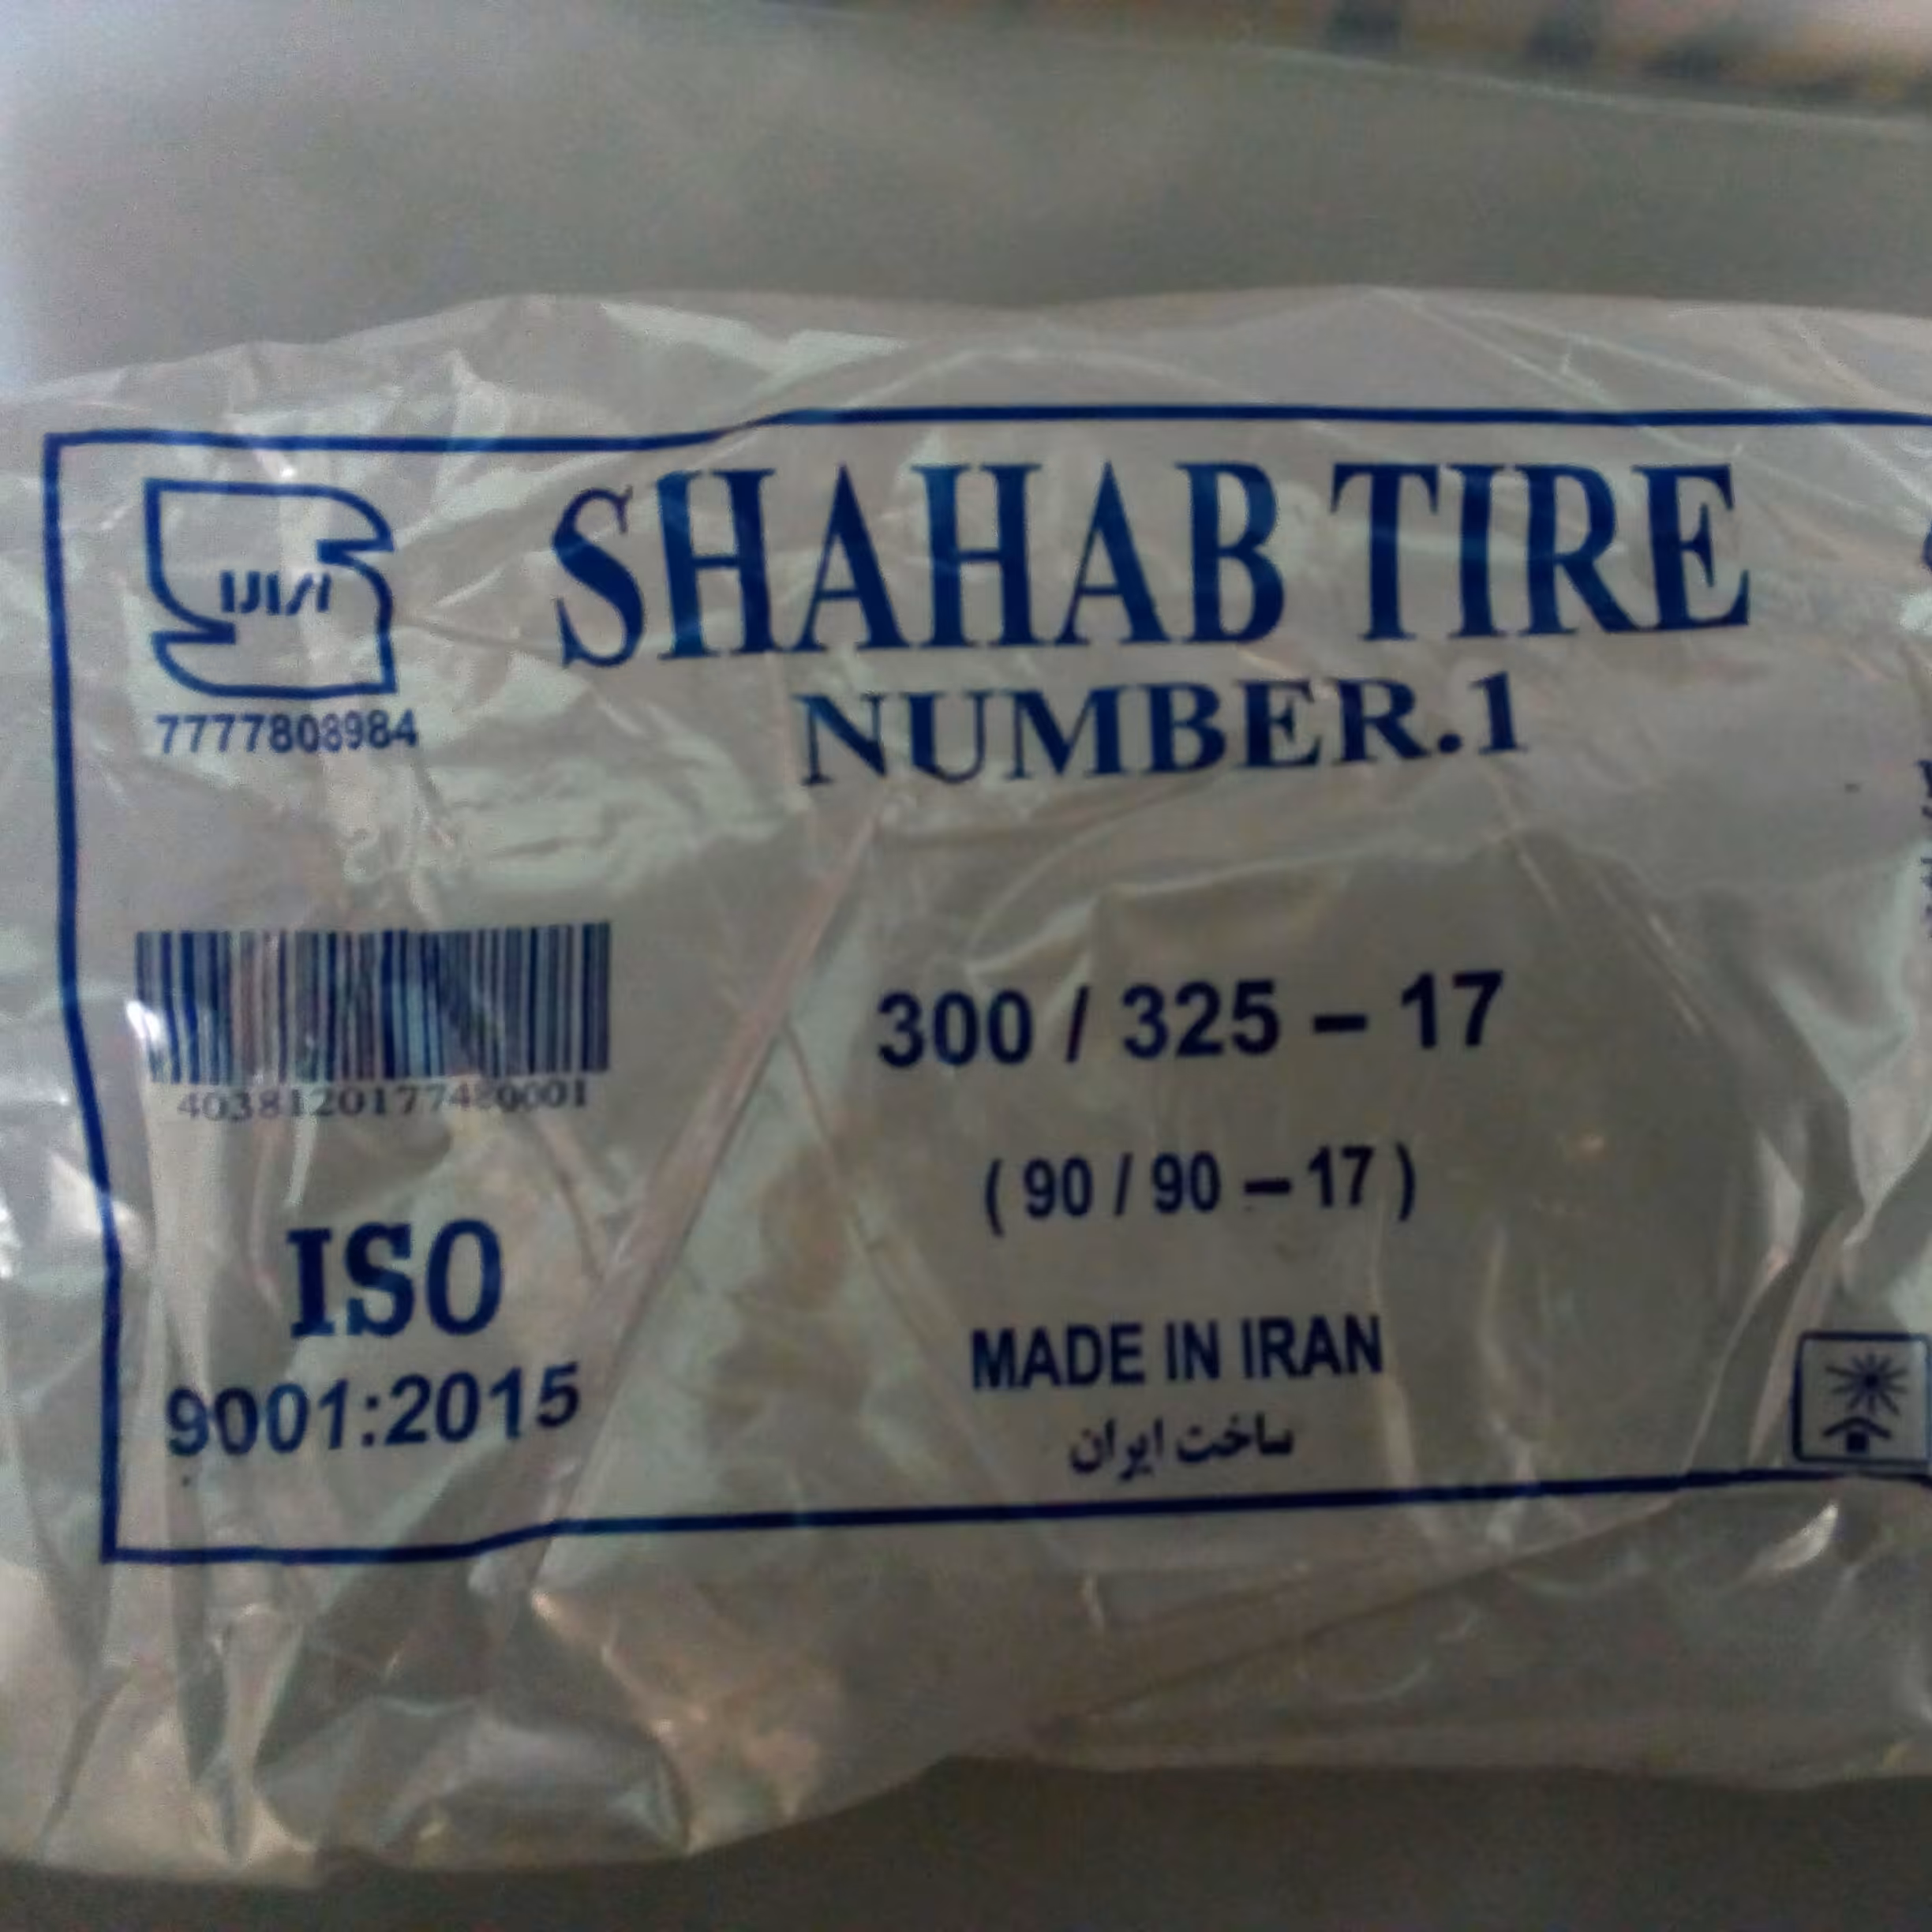 SHAHAB TIRE
NUMBER.1
7777808984
300 / 325 – 17
( 90 / 90 – 17 )
ISO
9001:2015
MADE IN IRAN
ساخت ایران